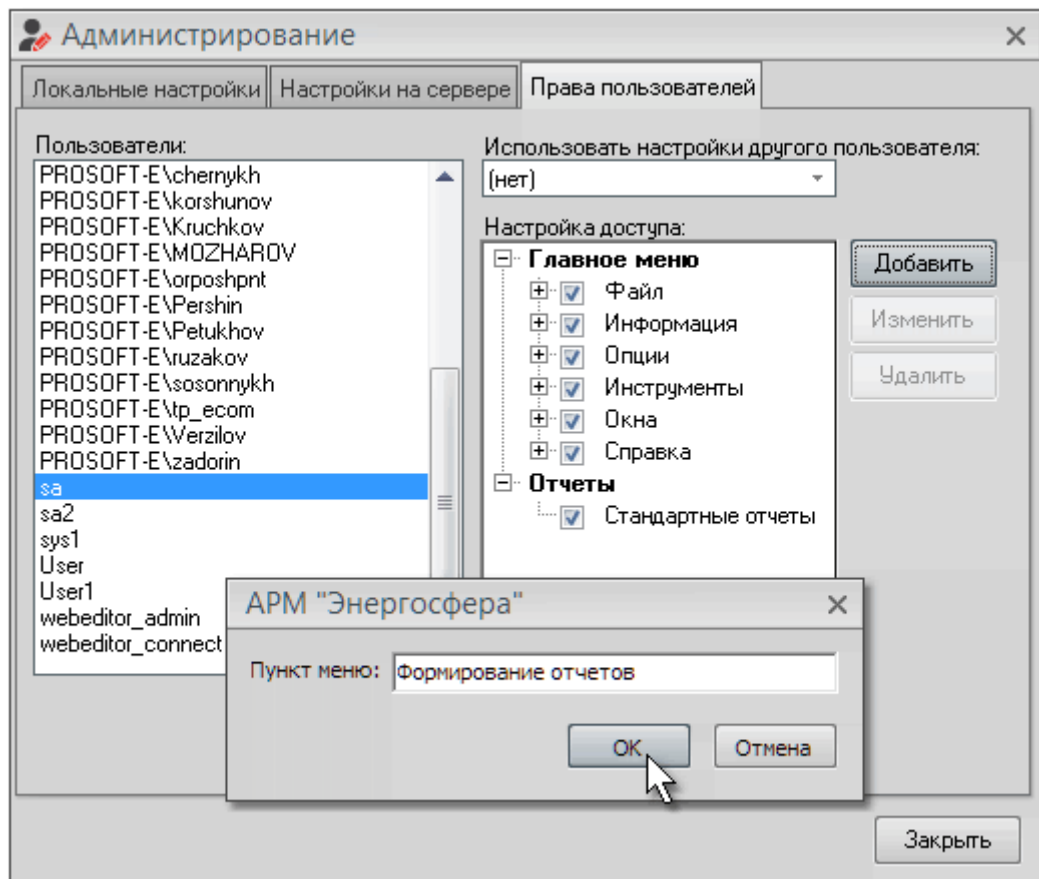 Администрирование
Локальные настройки
Настройки на сервере
Права пользователей
Пользователи:
PROSOFT-E\chernykh
PROSOFT-E\korshunov
PROSOFT-E\Kruchkov
PROSOFT-E\MOZHAROV
PROSOFT-E\orposhpnt
PROSOFT-E\Pershin
PROSOFT-E\Petukhov
PROSOFT-E\ruzakov
PROSOFT-E\sosonnykh
PROSOFT-E\tp_ecom
PROSOFT-E\Verzilov
PROSOFT-E\zadorin
sa
sa2
sys1
User
User1
webeditor_admin
webeditor_connect
Использовать настройки другого пользователя:
(нет)
Настройка доступа:
Главное меню
Файл
Информация
Опции
Инструменты
Окна
Справка
Отчеты
Стандартные отчеты
Добавить
Изменить
Удалить
АРМ "Энергосфера"
Пункт меню: Формирование отчетов
OK
Отмена
Закрыть